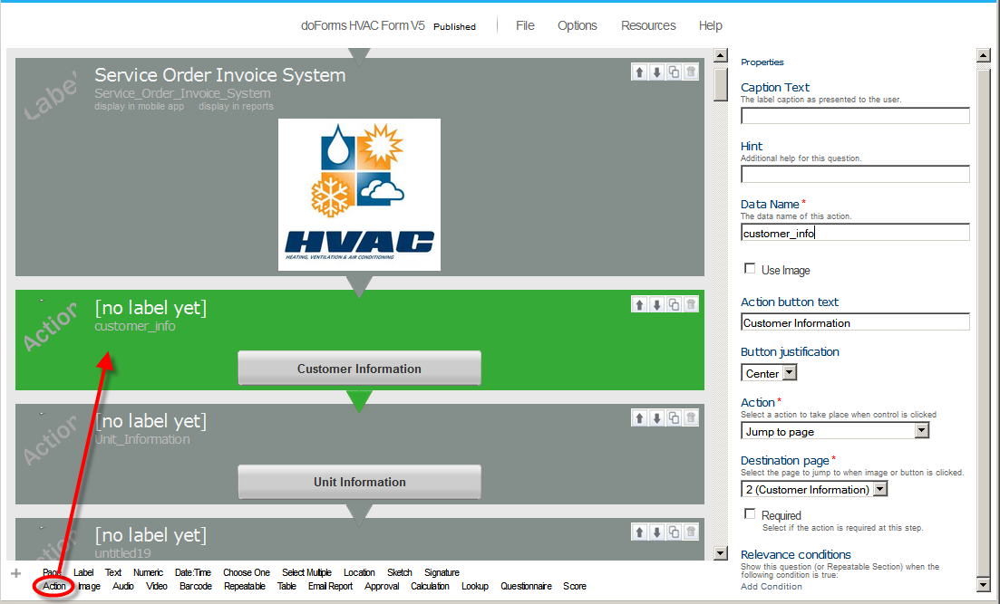 doForms HVAC Form V5 Published File Options Resources Help
Label
Service Order Invoice System
Service_Order_Invoice_System
display in mobile app display in reports
HVAC
HEATING, VENTILATION & AIR CONDITIONING
Action
[no label yet]
customer_info
Customer Information
Action
[no label yet]
Unit_Information
Unit Information
Action
[no label yet]
untitled19
Page Label Text Numeric Date:Time Choose One Select Multiple Location Sketch Signature
Action Image Audio Video Barcode Repeatable Table Email Report Approval Calculation Lookup Questionnaire Score
Properties
Caption Text
The label caption as presented to the user.
Hint
Additional help for this question.
Data Name *
The data name of this action.
customer_info
Use Image
Action button text
Customer Information
Button justification
Center
Action *
Select a action to take place when control is clicked
Jump to page
Destination page *
Select the page to jump to when image or button is clicked.
2 (Customer Information)
Required
Select if the action is required at this step.
Relevance conditions
Show this question (or Repeatable Section) when the
following condition is true:
Add Condition